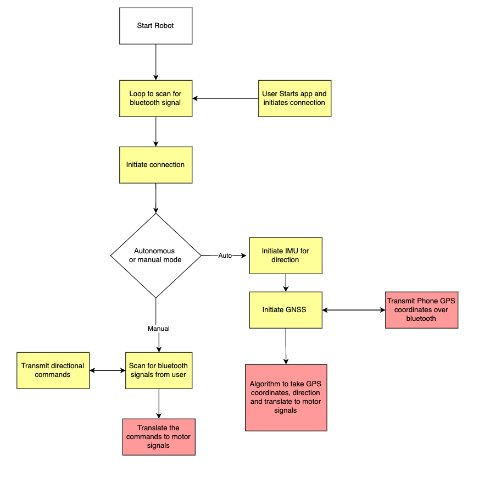 Start Robot
Loop to scan for
bluetooth signal
User Starts app and
initiates connection
Initiate connection
Autonomous
or manual mode
Auto
Initiate IMU for
direction
Initiate GNSS
Transmit Phone GPS
coordinates over
bluetooth
Manual
Transmit directional
commands
Scan for bluetooth
signals from user
Algorithm to take GPS
coordinates, direction
and translate to motor
signals
Translate the
commands to motor
signals